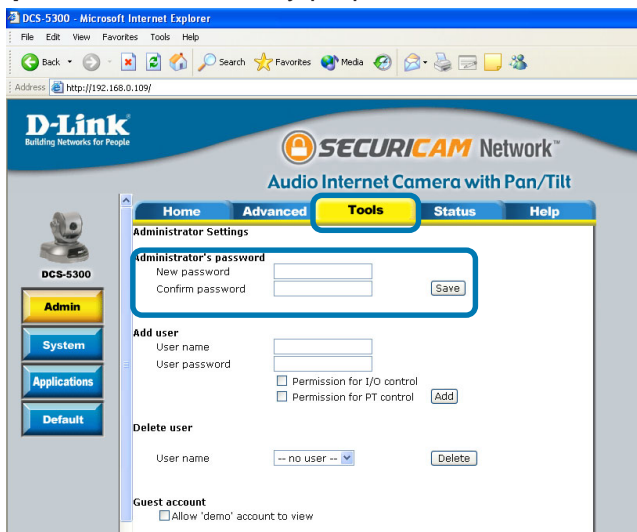 DCS-5300 - Microsoft Internet Explorer
File Edit View Favorites Tools Help
Back Search Favorites Media
Address http://192.168.0.109/
D-Link
Building Networks for People
SECURICAM Network™
Audio Internet Camera with Pan/Tilt
Home Advanced Tools Status Help
DCS-5300
Admin
System
Applications
Default
Administrator Settings
Administrator's password
New password
Confirm password Save
Add user
User name
User password
Permission for I/O control
Permission for PT control Add
Delete user
User name -- no user -- Delete
Guest account
Allow 'demo' account to view